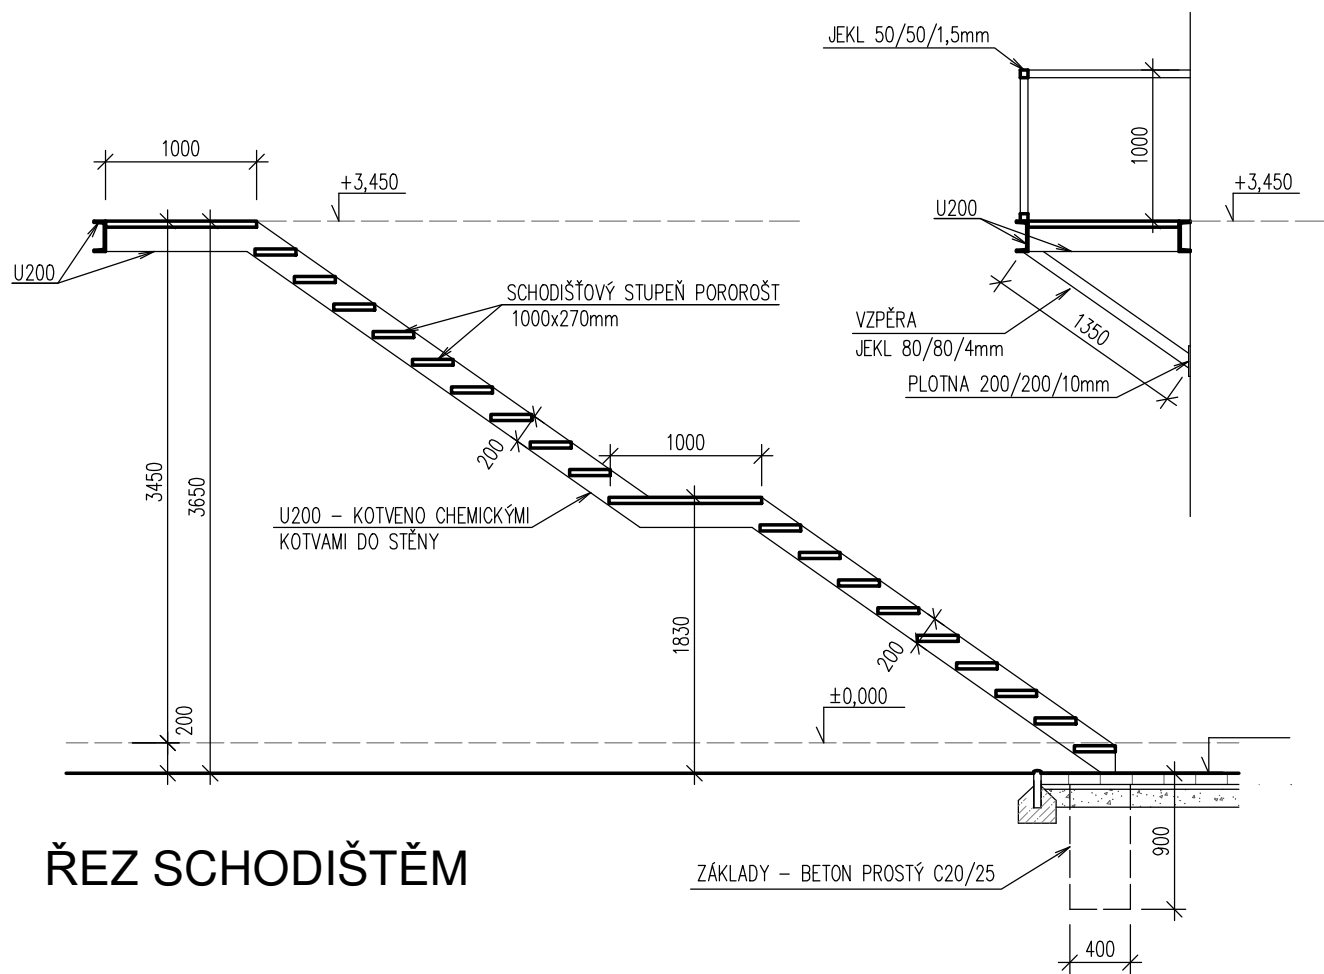 JEKL 50/50/1,5mm
1000
1000
+3,450
+3,450
U200
U200
SCHODIŠŤOVÝ STUPEŇ POROROŠT
1000x270mm
VZPĚRA
JEKL 80/80/4mm
1350
PLOTNA 200/200/10mm
200
1000
3450
3650
U200 - KOTVENO CHEMICKÝMI
KOTVAMI DO STĚNY
1830
200
±0,000
200
ŘEZ SCHODIŠTĚM
ZÁKLADY - BETON PROSTÝ C20/25
900
400